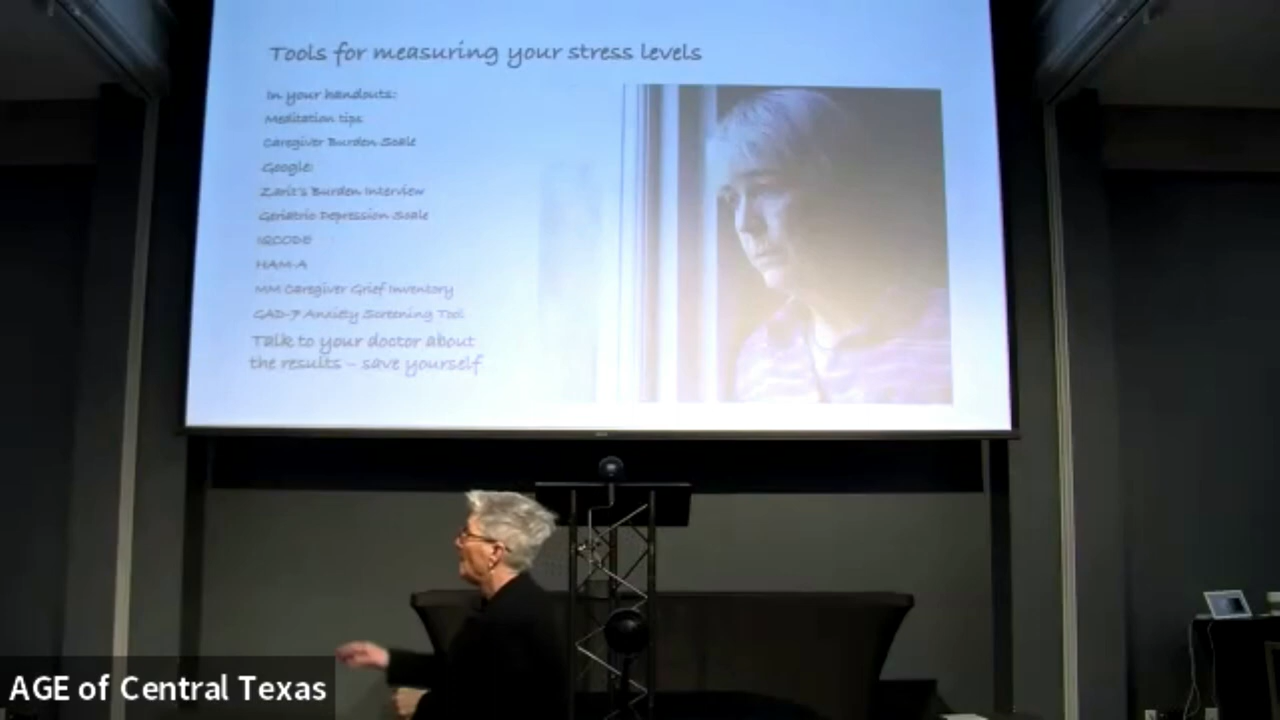 Tools for measuring your stress levels
In your handouts:
Meditation tips
Caregiver Burden Scale
Google:
Zarit's Burden Interview
Geriatric Depression Scale
IQCODE
HAM-A
MM Caregiver Grief Inventory
GAD-7 Anxiety Screening Tool
Talk to your doctor about
the results – save yourself
AGE of Central Texas